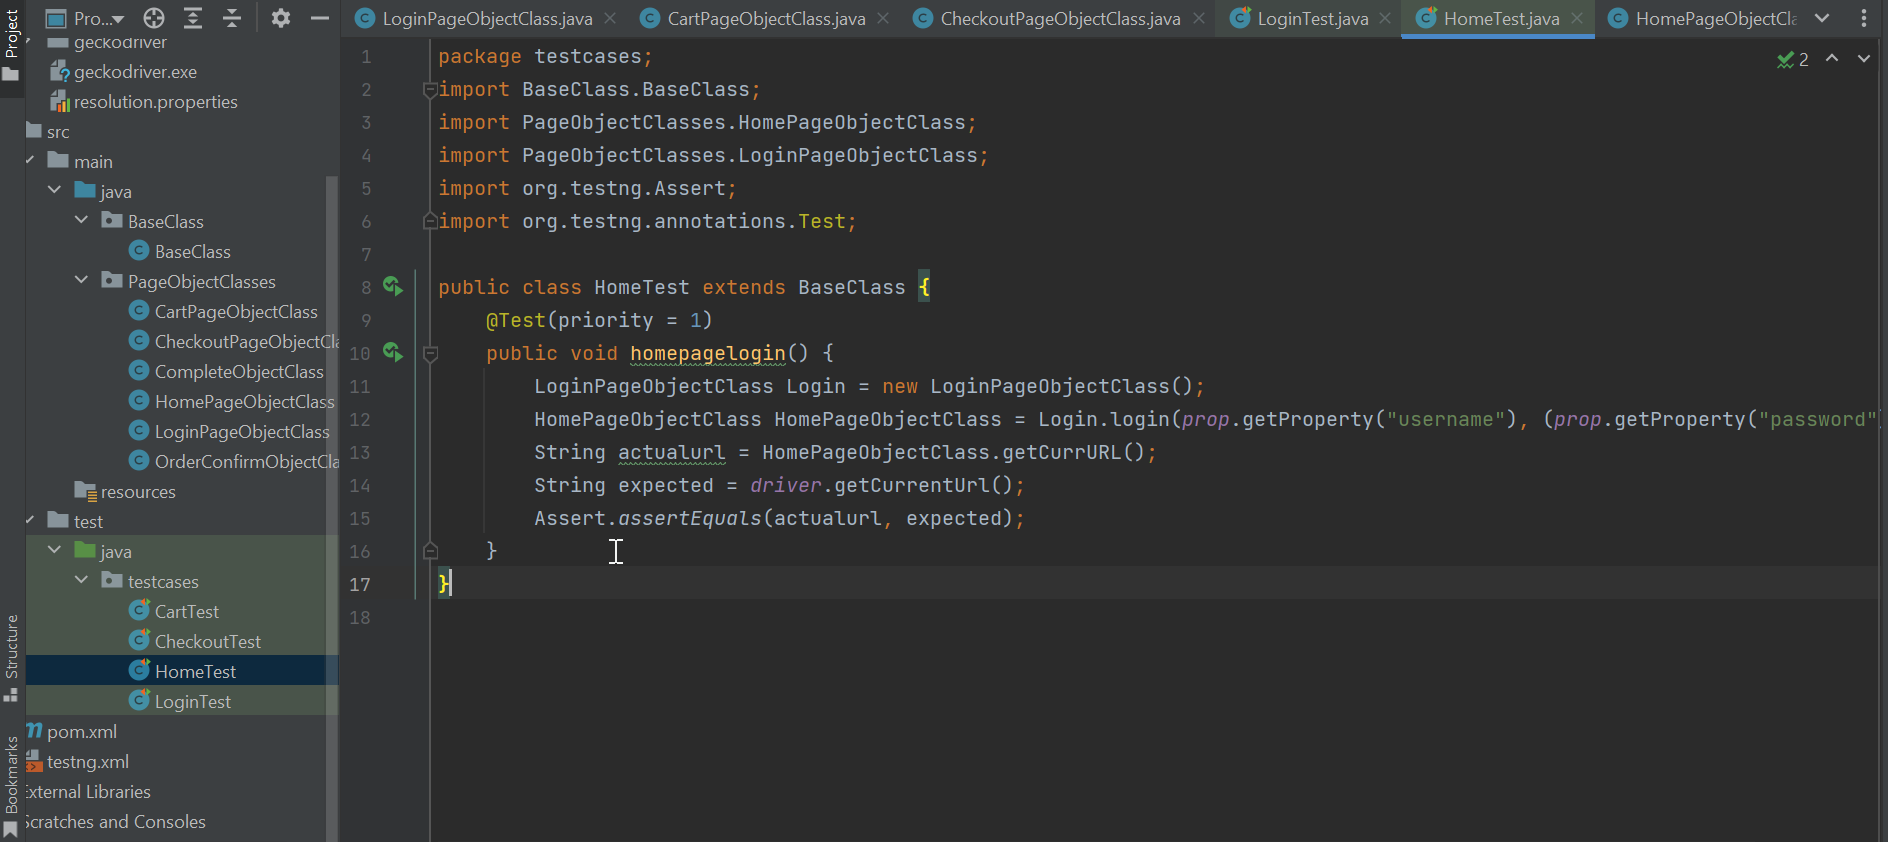 Project
Pro...
LoginPageObjectClass.java
CartPageObjectClass.java
CheckoutPageObjectClass.java
LoginTest.java
HomeTest.java
HomePageObjectCla
geckodriver
geckodriver.exe
resolution.properties
src
main
java
BaseClass
BaseClass
PageObjectClasses
CartPageObjectClass
CheckoutPageObjectCla
CompleteObjectClass
HomePageObjectClass
LoginPageObjectClass
OrderConfirmObjectCla
resources
test
java
testcases
CartTest
CheckoutTest
HomeTest
LoginTest
pom.xml
testng.xml
External Libraries
Scratches and Consoles
Structure
Bookmarks
2
1 package testcases;
2 import BaseClass.BaseClass;
3 import PageObjectClasses.HomePageObjectClass;
4 import PageObjectClasses.LoginPageObjectClass;
5 import org.testng.Assert;
6 import org.testng.annotations.Test;
7
8 public class HomeTest extends BaseClass {
9 @Test(priority = 1)
10 public void homepagelogin() {
11 LoginPageObjectClass Login = new LoginPageObjectClass();
12 HomePageObjectClass HomePageObjectClass = Login.login(prop.getProperty("username"), (prop.getProperty("password"
13 String actualurl = HomePageObjectClass.getCurrURL();
14 String expected = driver.getCurrentUrl();
15 Assert.assertEquals(actualurl, expected);
16 }
17 }
18